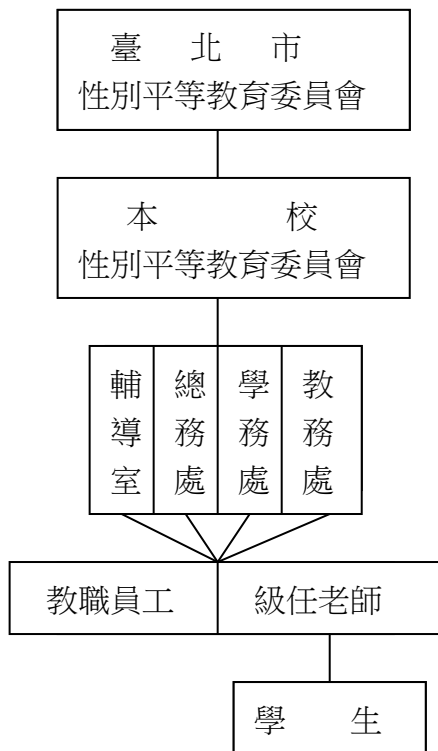 臺北市
性別平等教育委員會
本校
性別平等教育委員會
輔導室
總務處
學務處
教務處
教職員工
級任老師
學生